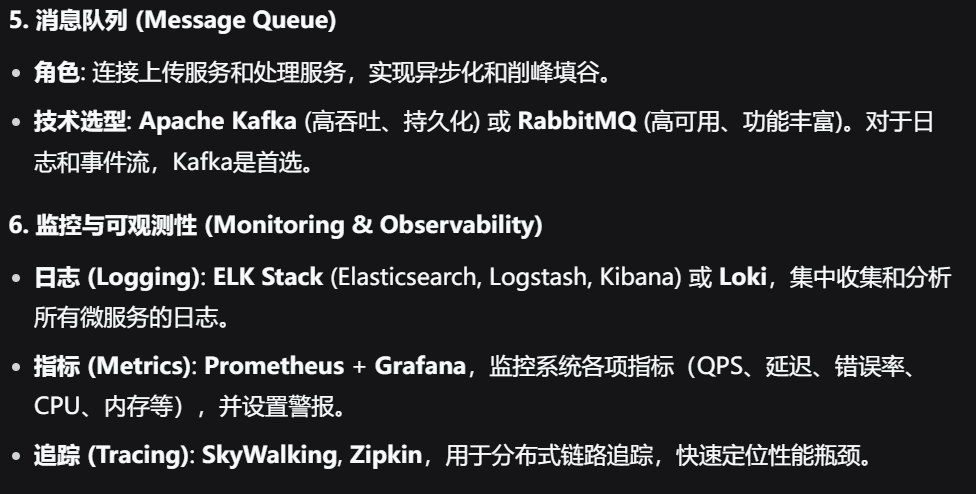 5. 消息队列 (Message Queue)
• 角色: 连接上传服务和处理服务，实现异步化和削峰填谷。
• 技术选型: Apache Kafka (高吞吐、持久化) 或 RabbitMQ (高可用、功能丰富)。对于日
志和事件流，Kafka是首选。
6. 监控与可观测性 (Monitoring & Observability)
• 日志 (Logging): ELK Stack (Elasticsearch, Logstash, Kibana) 或 Loki，集中收集和分析
所有微服务的日志。
• 指标 (Metrics): Prometheus + Grafana，监控系统各项指标（QPS、延迟、错误率、
CPU、内存等），并设置警报。
• 追踪 (Tracing): SkyWalking, Zipkin，用于分布式链路追踪，快速定位性能瓶颈。